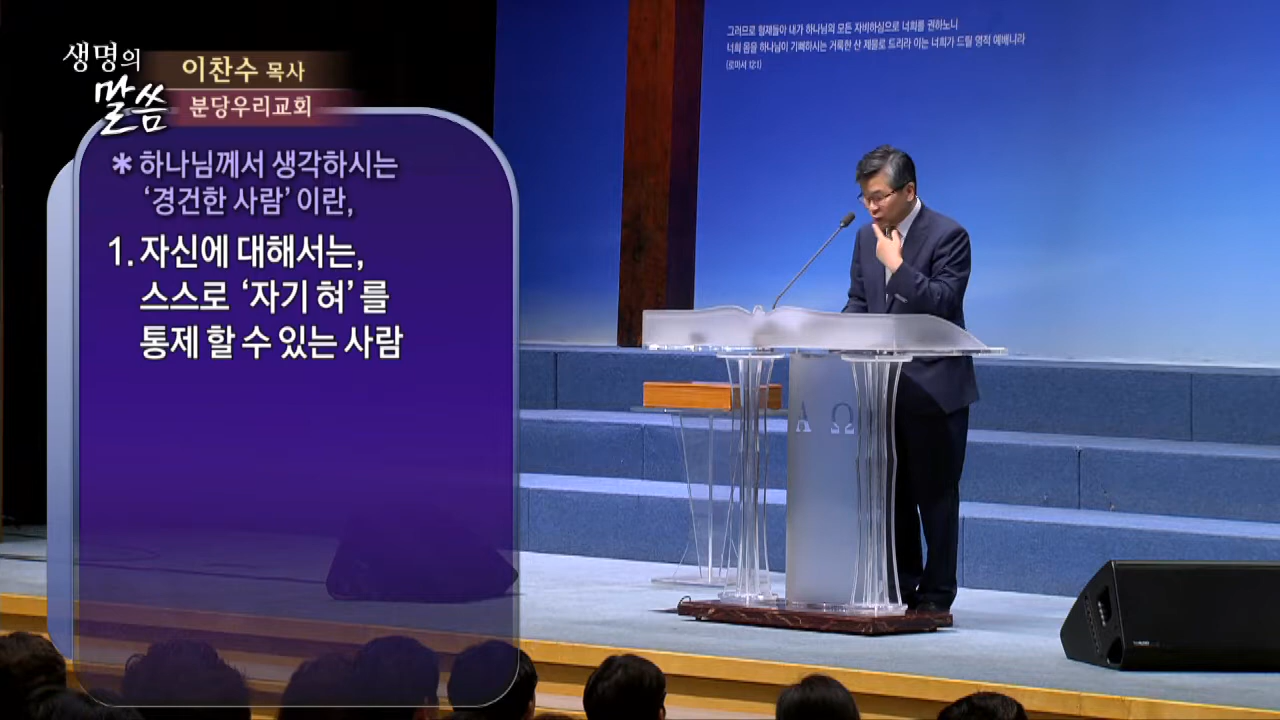 생명의
말씀
이찬수 목사
분당우리교회
* 하나님께서 생각하시는
‘경건한 사람’ 이란,
1. 자신에 대해서는,
스스로 ‘자기 혀’ 를
통제 할 수 있는 사람
그러므로 형제들아 내가 하나님의 모든 자비하심으로 너희를 권하노니
너희 몸을 하나님이 기뻐하시는 거룩한 산 제물로 드리라 이는 너희가 드릴 영적 예배니라
(로마서 12:1)
Α Ω